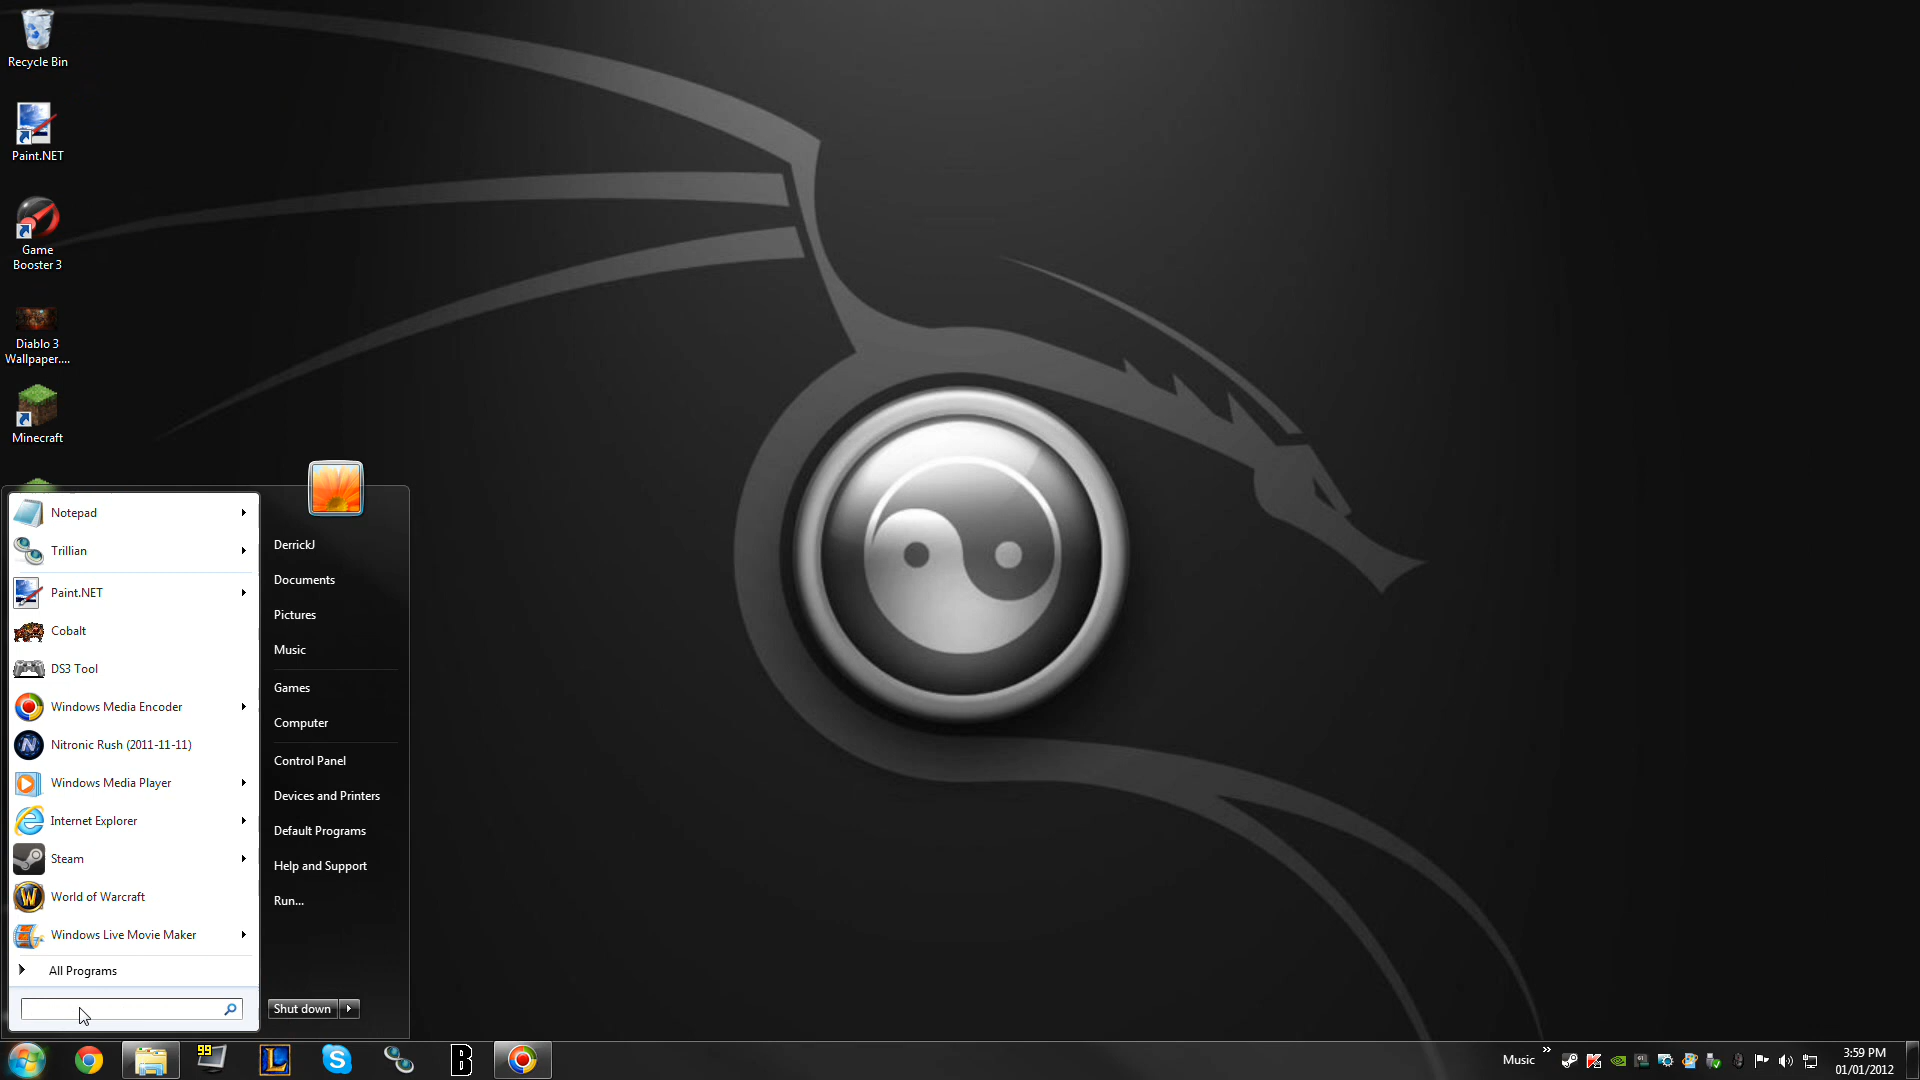 Recycle Bin
Paint.NET
Game
Booster 3
Diablo 3
Wallpaper....
Minecraft
Notepad
Trillian
Paint.NET
Cobalt
DS3 Tool
Windows Media Encoder
Nitronic Rush (2011-11-11)
Windows Media Player
Internet Explorer
Steam
World of Warcraft
Windows Live Movie Maker
All Programs
DerrickJ
Documents
Pictures
Music
Games
Computer
Control Panel
Devices and Printers
Default Programs
Help and Support
Run...
Shut down
99
L
S
B
Music
»
3:59 PM
01/01/2012